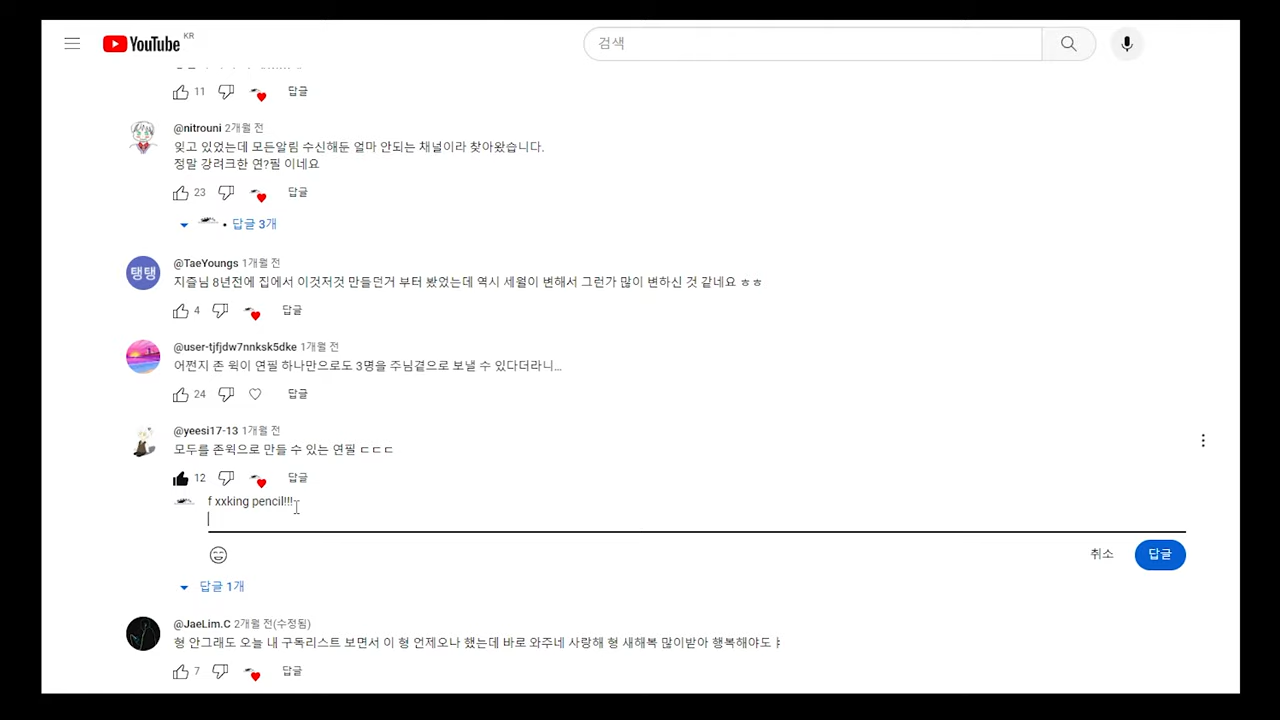 YouTube KR
검색
11 답글
@nitrouni 2개월 전
잊고 있었는데 모든알림 수신해둔 얼마 안되는 채널이라 찾아왔습니다.
정말 강려크한 연?필 이네요
23 답글
• 답글 3개
탱탱
@TaeYoungs 1개월 전
지즐님 8년전에 집에서 이것저것 만들던거 부터 봤었는데 역시 세월이 변해서 그런가 많이 변하신 것 같네요 ㅎㅎ
4 답글
@user-tjfjdw7nnksk5dke 1개월 전
어쩐지 존 윅이 연필 하나만으로도 3명을 주님곁으로 보낼 수 있다더라니...
24 답글
@yeesi17-13 1개월 전
모두를 존윅으로 만들 수 있는 연필 ㄷㄷㄷ
12 답글
f xxking pencil!!!
취소 답글
답글 1개
@JaeLim.C 2개월 전(수정됨)
형 안그래도 오늘 내 구독리스트 보면서 이 형 언제오나 했는데 바로 와주네 사랑해 형 새해복 많이받아 행복해야도ㅑ
7 답글